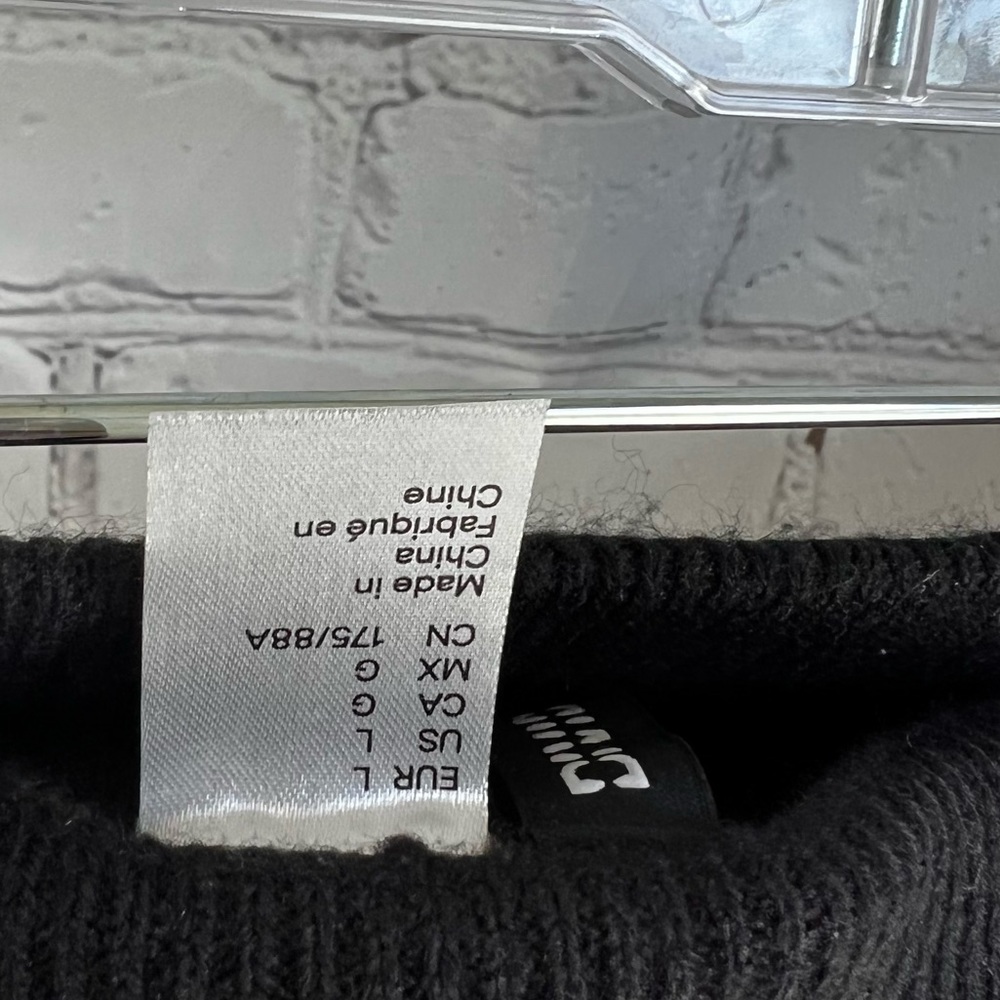 EUR L
US L
CA G
MX G
CN 175/88A
Made in
China
Fabriqué en
Chine